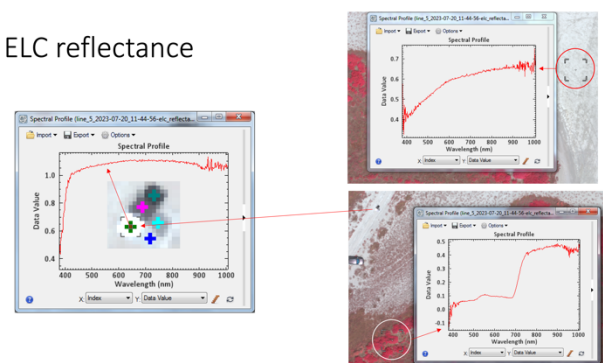 ELC reflectance
Spectral Profile (line_5_2023-07-20_11-44-56-elc_reflecta...
Import Export Options
Spectral Profile
Data Value
0.7
0.6
0.5
0.4
400 500 600 700 800 900 1000
Wavelength (nm)
X: Index Y: Data Value
Spectral Profile (line_5_2023-07-20_11-44-56-elc_reflecta...
Import Export Options
Spectral Profile
Data Value
1.0
0.8
0.6
0.4
400 500 600 700 800 900 1000
Wavelength (nm)
X: Index Y: Data Value
Spectral Profile (line_5_2023-07-20_11-44-56-elc_reflecta...
Import Export Options
Spectral Profile
Data Value
0.5
0.4
0.3
0.2
0.1
0.0
-0.1
400 500 600 700 800 900 1000
Wavelength (nm)
X: Index Y: Data Value